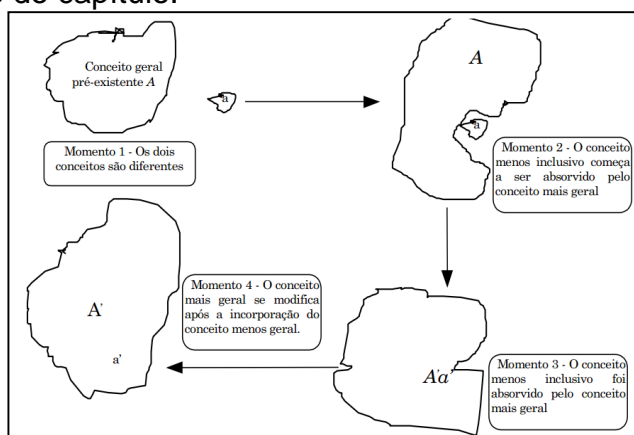 do capítulo.
Conceito geral
pré-existente A
a
A
a
Momento 1 - Os dois
conceitos são diferentes
Momento 2 - O conceito
menos inclusivo começa
a ser absorvido pelo
conceito mais geral
A'
a'
Momento 4 - O conceito
mais geral se modifica
após a incorporação do
conceito menos geral.
A'a'
Momento 3 - O conceito
menos inclusivo foi
absorvido pelo conceito
mais geral